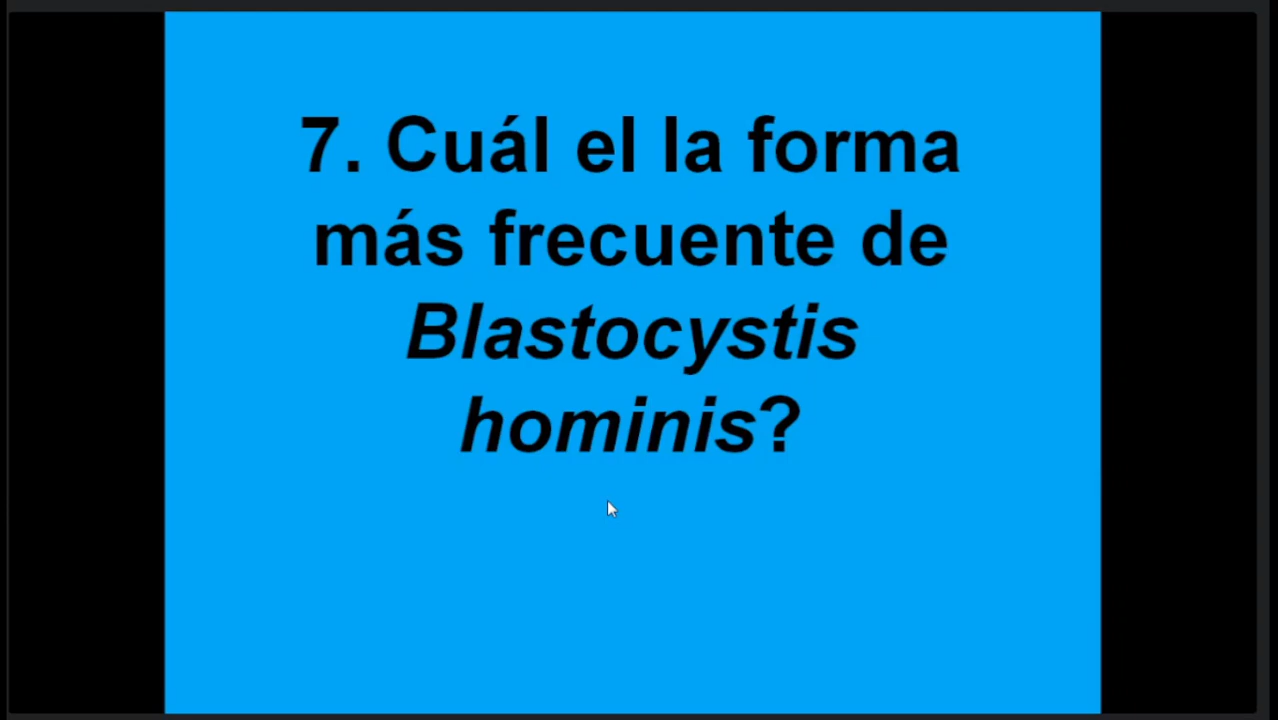 7. Cuál el la forma
más frecuente de
Blastocystis
hominis?